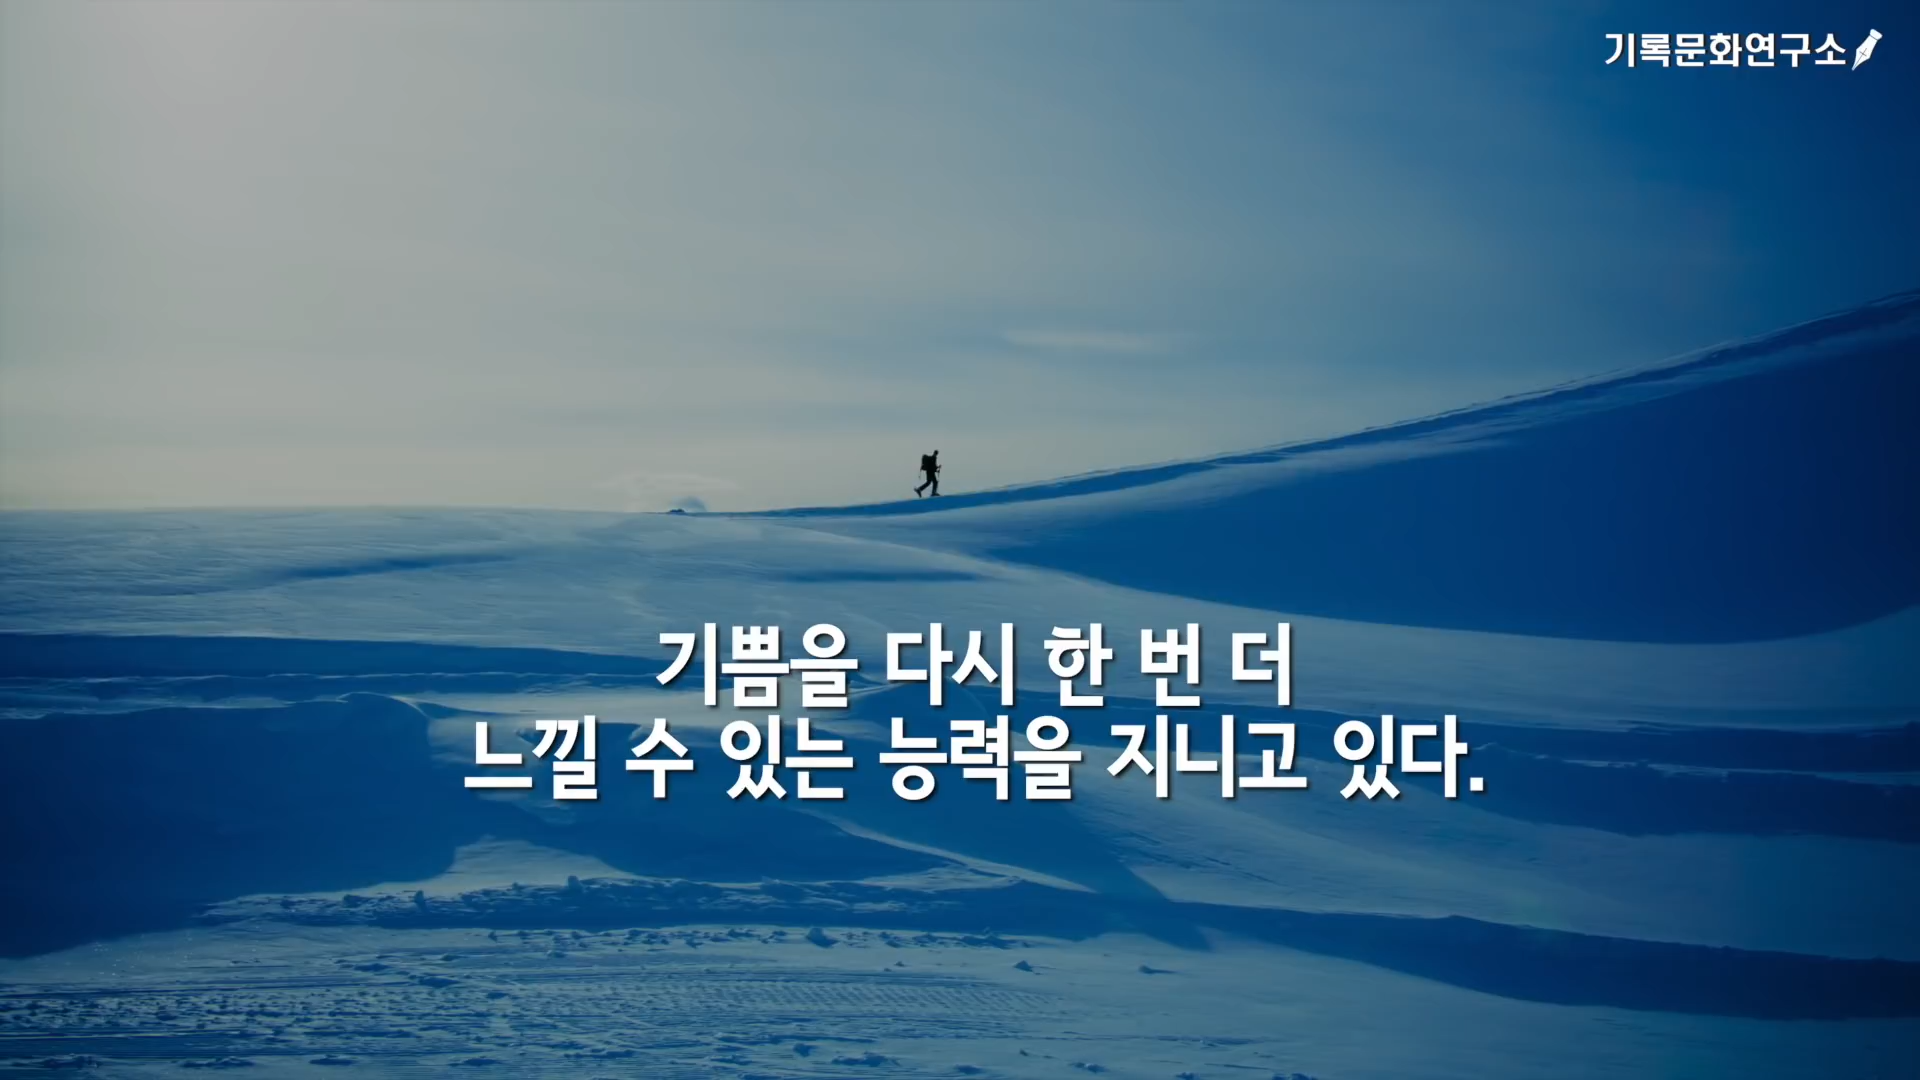 기록문화연구소
기쁨을 다시 한 번 더
느낄 수 있는 능력을 지니고 있다.